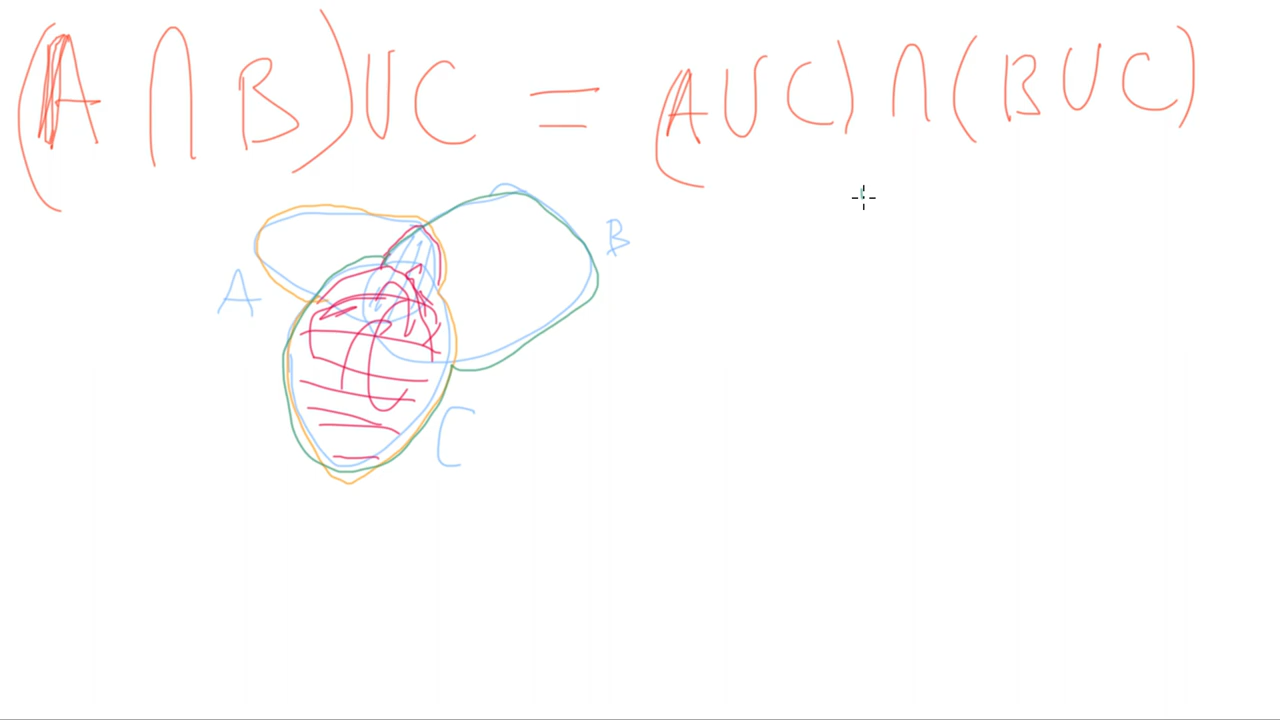 (A ∩ B) ∪ C = (A ∪ C) ∩ (B ∪ C)
B
A
C